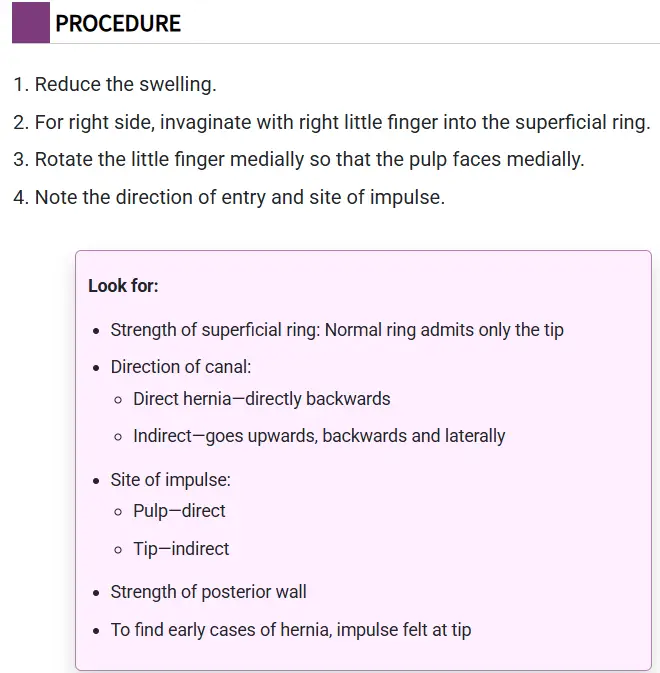 PROCEDURE
1. Reduce the swelling.
2. For right side, invaginate with right little finger into the superficial ring.
3. Rotate the little finger medially so that the pulp faces medially.
4. Note the direction of entry and site of impulse.
Look for:
• Strength of superficial ring: Normal ring admits only the tip
• Direction of canal:
◦ Direct hernia—directly backwards
◦ Indirect—goes upwards, backwards and laterally
• Site of impulse:
◦ Pulp—direct
◦ Tip—indirect
• Strength of posterior wall
• To find early cases of hernia, impulse felt at tip